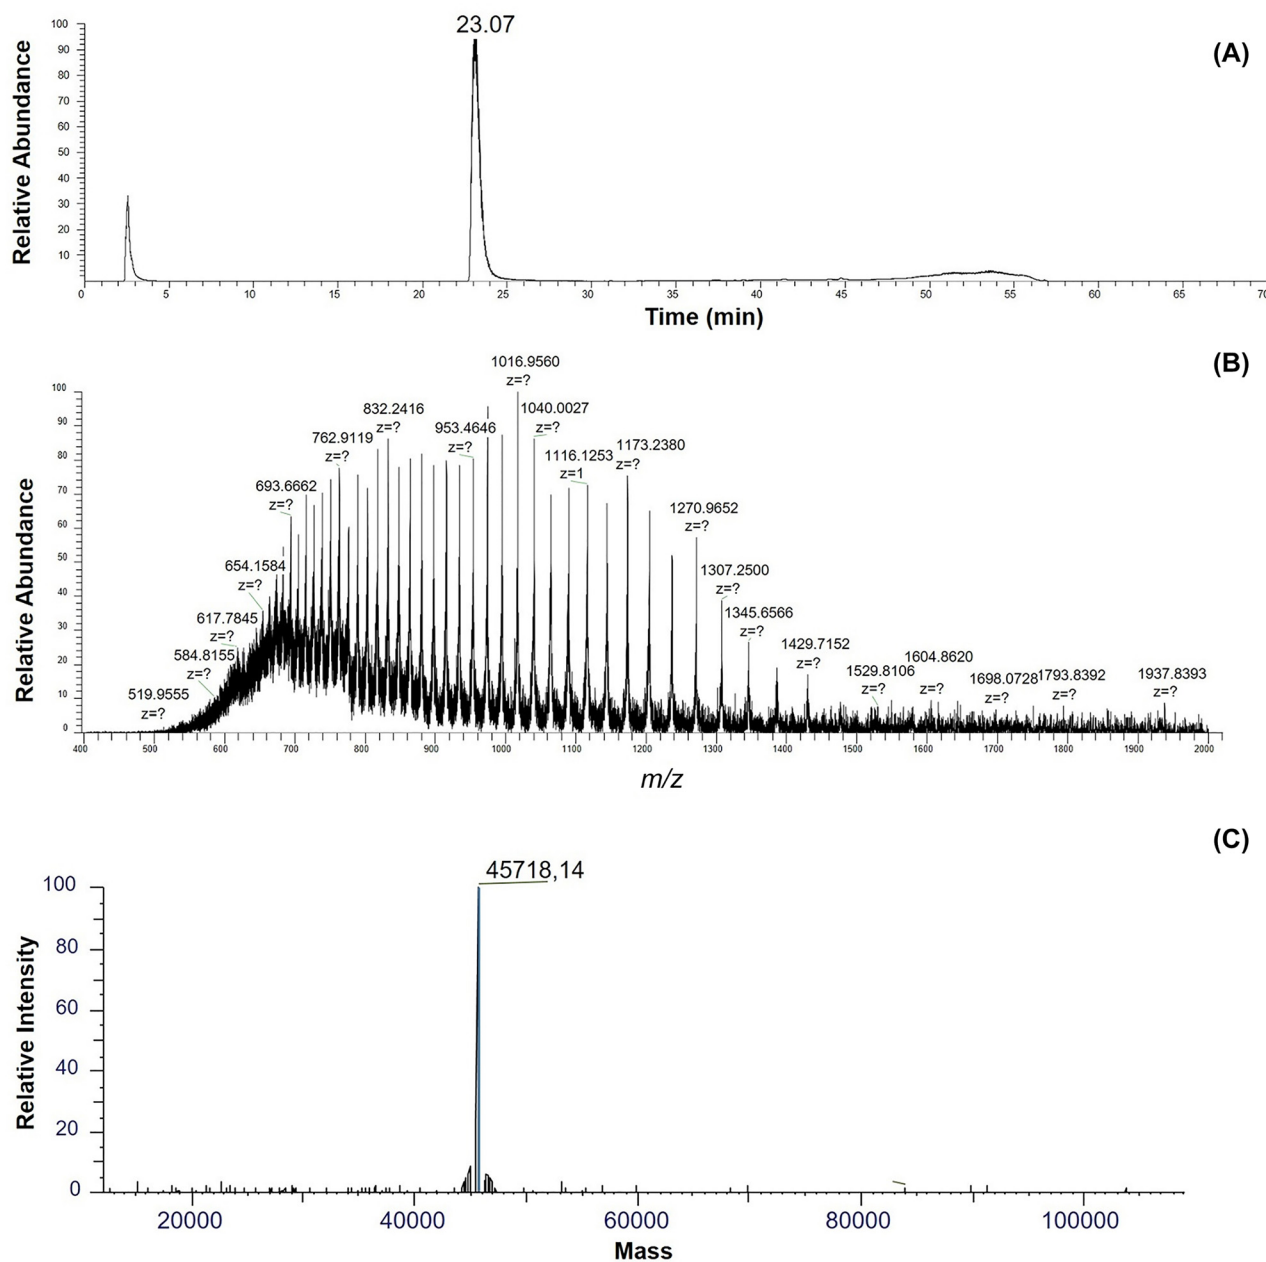 (A)
23.07
Relative Abundance
100
90
80
70
60
50
40
30
20
10
0 5 10 15 20 25 30 35 40 45 50 55 60 65 70
Time (min)
(B)
Relative Abundance
100
90
80
70
60
50
40
30
20
10
0
1016.9560
z=?
832.2416
z=?
1040.0027
z=?
953.4646
z=?
762.9119
z=?
1173.2380
z=?
1116.1253
z=1
693.6662
z=?
1270.9652
z=?
654.1584
z=?
1307.2500
z=?
617.7845
z=?
1345.6566
z=?
584.8155
z=?
1429.7152
z=?
1604.8620
z=?
1529.8106
z=?
1698.0728
z=?
1793.8392
z=?
1937.8393
z=?
519.9555
z=?
400 500 600 700 800 900 1000 1100 1200 1300 1400 1500 1600 1700 1800 1900 2000
m/z
(C)
45718,14
Relative Intensity
100
80
60
40
20
0
20000 40000 60000 80000 100000
Mass